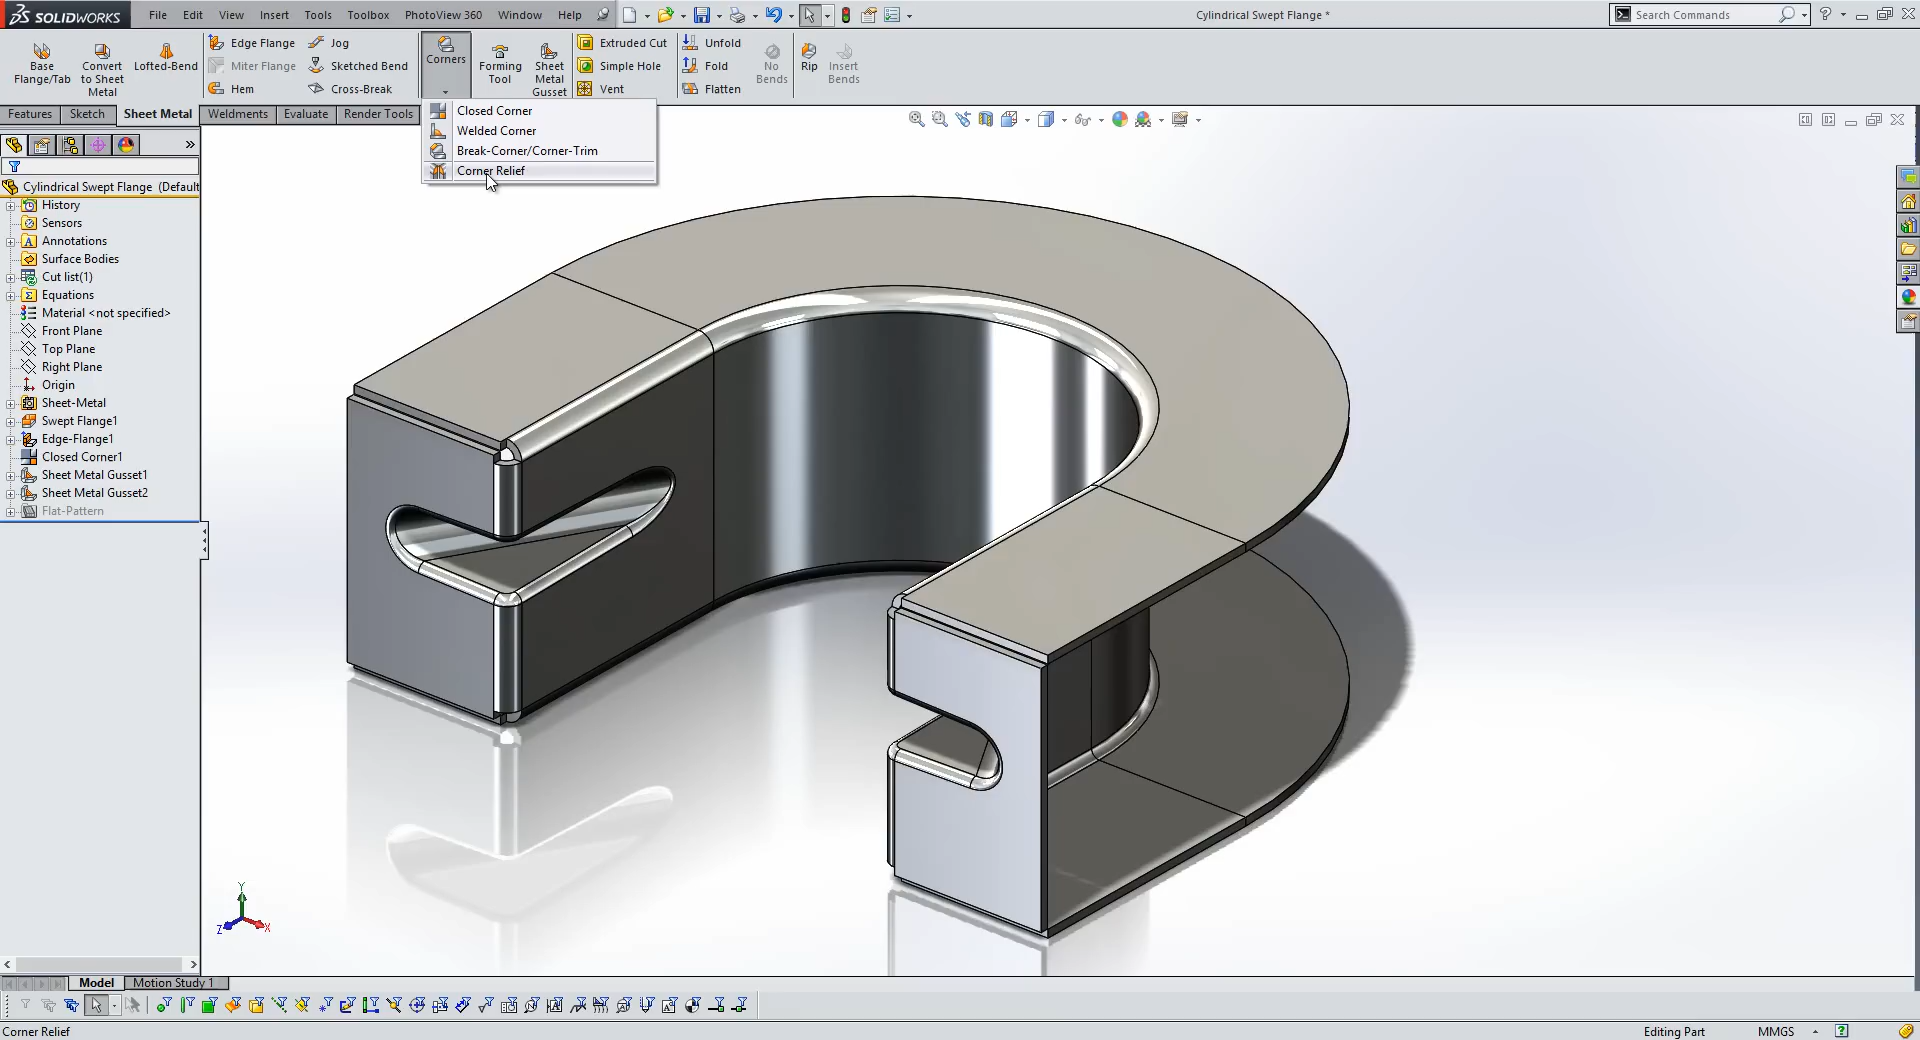 SOLIDWORKS
File Edit View Insert Tools Toolbox PhotoView 360 Window Help
Cylindrical Swept Flange *
Search Commands
Base Flange/Tab
Convert to Sheet Metal
Lofted-Bend
Edge Flange
Miter Flange
Hem
Jog
Sketched Bend
Cross-Break
Corners
Forming Tool
Sheet Metal Gusset
Extruded Cut
Simple Hole
Vent
Unfold
Fold
Flatten
No Bends
Rip
Insert Bends
Features Sketch Sheet Metal Weldments Evaluate Render Tools
Closed Corner
Welded Corner
Break-Corner/Corner-Trim
Corner Relief
Cylindrical Swept Flange (Default
History
Sensors
Annotations
Surface Bodies
Cut list(1)
Equations
Material <not specified>
Front Plane
Top Plane
Right Plane
Origin
Sheet-Metal
Swept Flange1
Edge-Flange1
Closed Corner1
Sheet Metal Gusset1
Sheet Metal Gusset2
Flat-Pattern
Y
Z
X
Model Motion Study 1
Corner Relief
Editing Part
MMGS